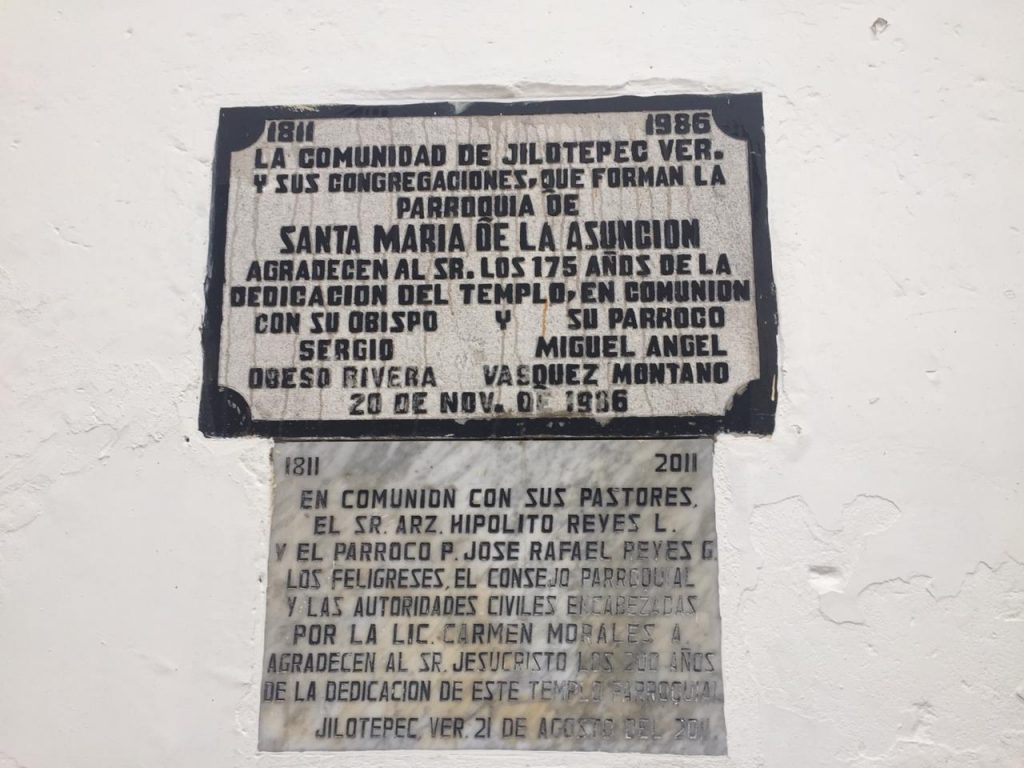 1811 1986
LA COMUNIDAD DE JILOTEPEC VER.
Y SUS CONGREGACIONES, QUE FORMAN LA
PARROQUIA DE
SANTA MARIA DE LA ASUNCION
AGRADECEN AL SR. LOS 175 AÑOS DE LA
DEDICACION DEL TEMPLO, EN COMUNION
CON SU OBISPO Y SU PARROCO
SERGIO MIGUEL ANGEL
OBESO RIVERA VASQUEZ MONTANO
20 DE NOV. DE 1986
1811 2011
EN COMUNION CON SUS PASTORES,
EL SR. ARZ. HIPOLITO REYES L.
Y EL PARROCO P. JOSE RAFAEL REYES G.
LOS FELIGRESES, EL CONSEJO PARROQUIAL
Y LAS AUTORIDADES CIVILES ENCABEZADAS
POR LA LIC. CARMEN MORALES A.
AGRADECEN AL SR. JESUCRISTO LOS 200 AÑOS
DE LA DEDICACION DE ESTE TEMPLO PARROQUIAL
JILOTEPEC, VER. 21 DE AGOSTO DEL 2011.